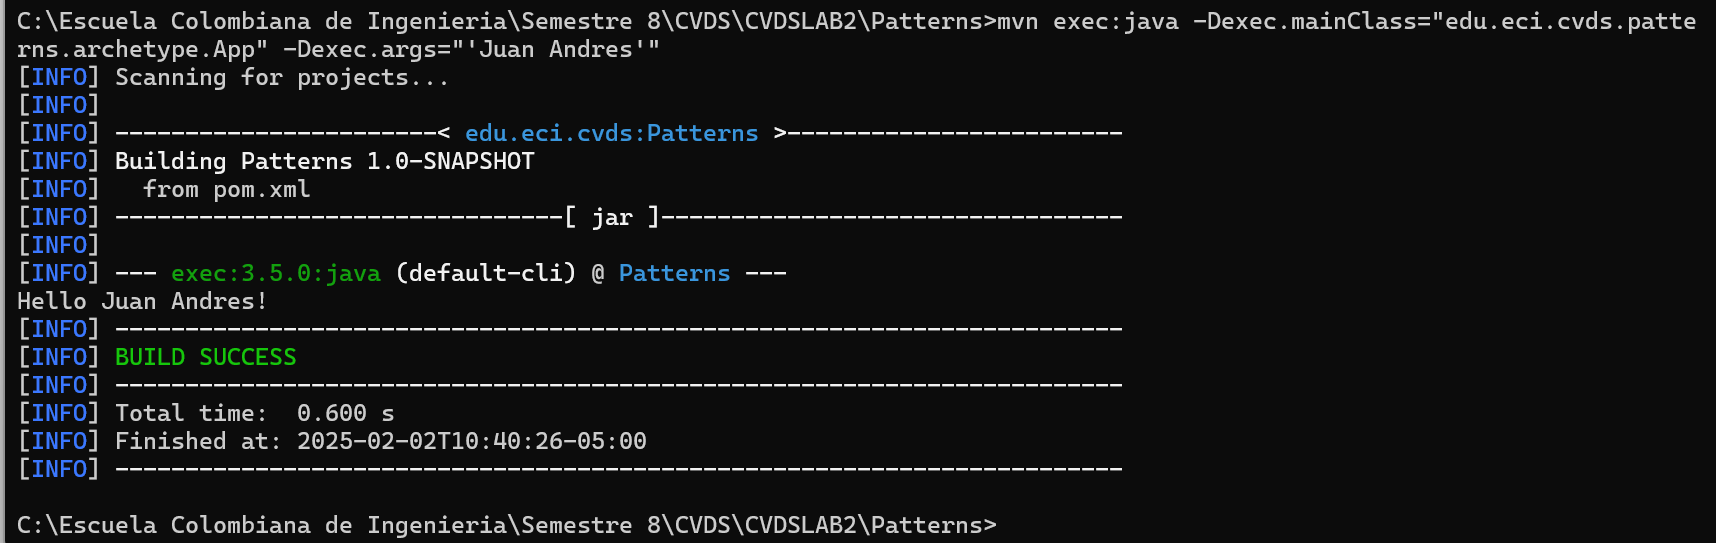 C:\Escuela Colombiana de Ingenieria\Semestre 8\CVDS\CVDSLAB2\Patterns>mvn exec:java -Dexec.mainClass="edu.eci.cvds.patte
rns.archetype.App" -Dexec.args="'Juan Andres'"
[INFO] Scanning for projects...
[INFO]
[INFO] -----------------------< edu.eci.cvds:Patterns >------------------------
[INFO] Building Patterns 1.0-SNAPSHOT
[INFO]   from pom.xml
[INFO] --------------------------------[ jar ]---------------------------------
[INFO]
[INFO] --- exec:3.5.0:java (default-cli) @ Patterns ---
Hello Juan Andres!
[INFO] ------------------------------------------------------------------------
[INFO] BUILD SUCCESS
[INFO] ------------------------------------------------------------------------
[INFO] Total time:  0.600 s
[INFO] Finished at: 2025-02-02T10:40:26-05:00
[INFO] ------------------------------------------------------------------------
C:\Escuela Colombiana de Ingenieria\Semestre 8\CVDS\CVDSLAB2\Patterns>